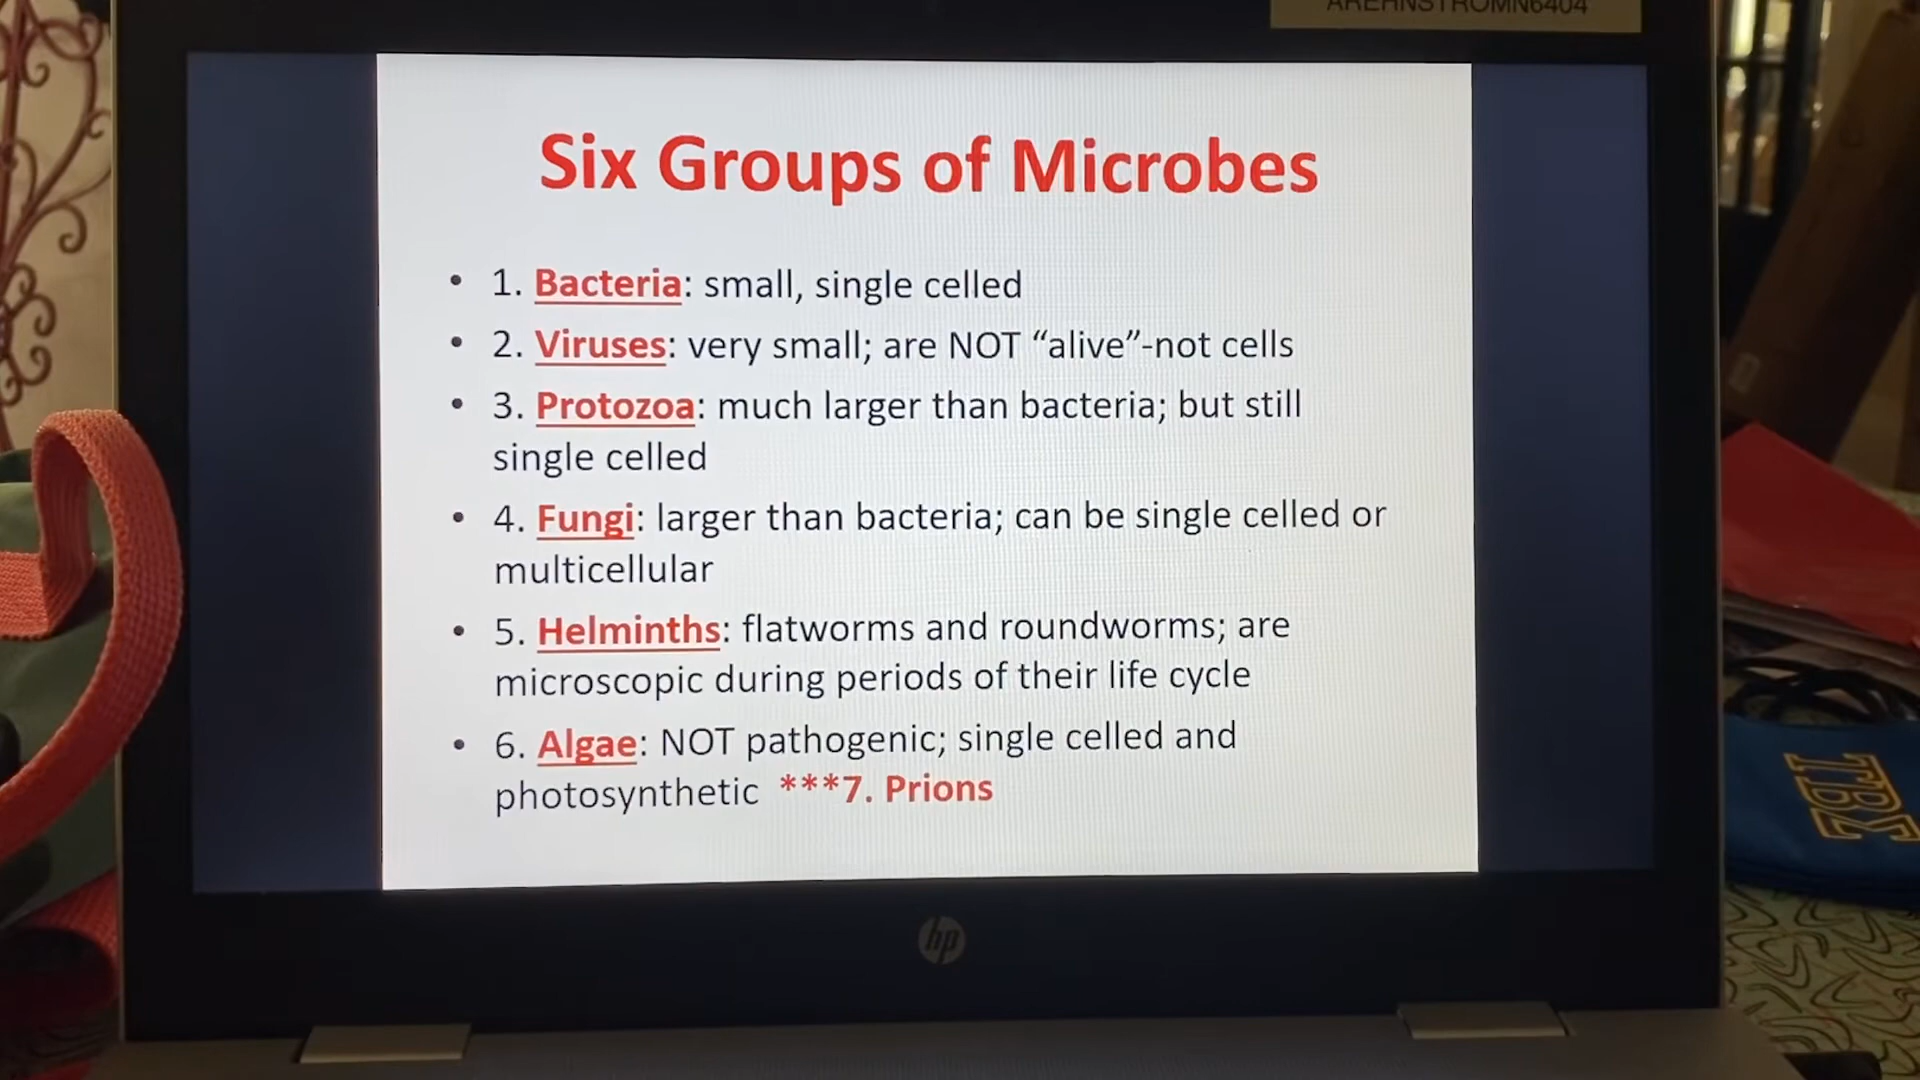 AREHNSTROMN6404
Six Groups of Microbes
• 1. Bacteria: small, single celled
• 2. Viruses: very small; are NOT “alive”-not cells
• 3. Protozoa: much larger than bacteria; but still
single celled
• 4. Fungi: larger than bacteria; can be single celled or
multicellular
• 5. Helminths: flatworms and roundworms; are
microscopic during periods of their life cycle
• 6. Algae: NOT pathogenic; single celled and
photosynthetic ***7. Prions
TBΣ
hp